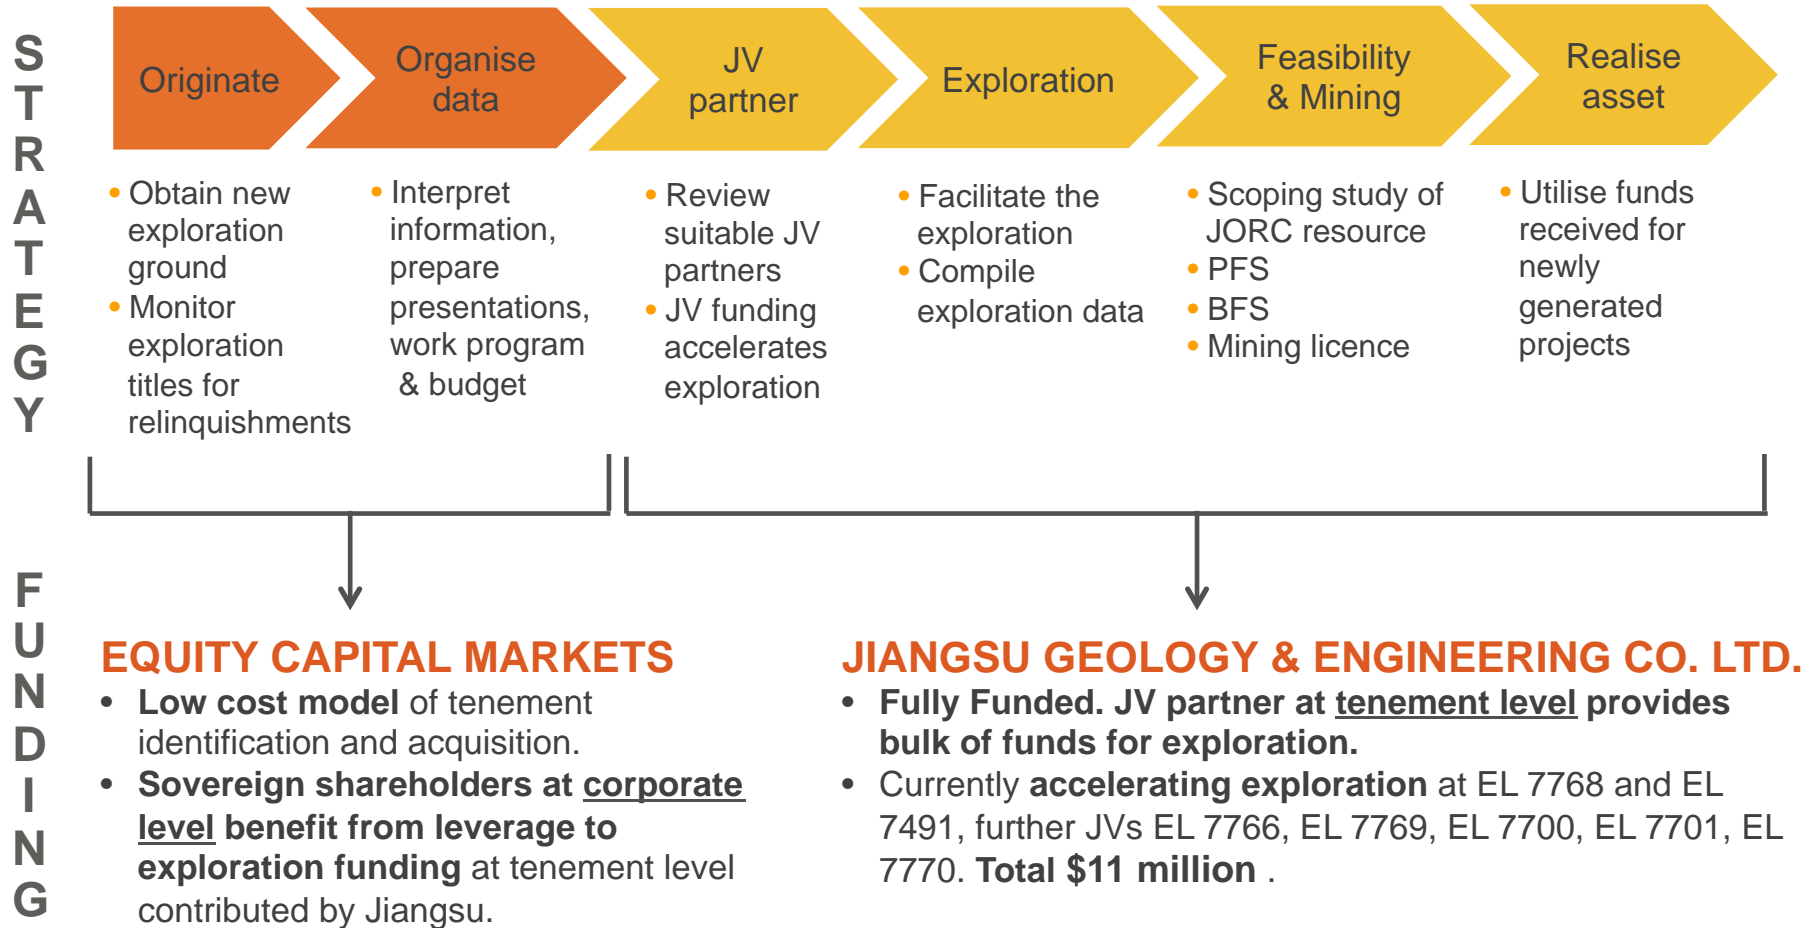 STRATEGY
Originate
Organise
data
JV
partner
Exploration
Feasibility
& Mining
Realise
asset
• Obtain new
exploration
ground
• Monitor
exploration
titles for
relinquishments
• Interpret
information,
prepare
presentations,
work program
& budget
• Review
suitable JV
partners
• JV funding
accelerates
exploration
• Facilitate the
exploration
• Compile
exploration data
• Scoping study of
JORC resource
• PFS
• BFS
• Mining licence
• Utilise funds
received for
newly
generated
projects
FUNDING
EQUITY CAPITAL MARKETS
• Low cost model of tenement
identification and acquisition.
• Sovereign shareholders at corporate
level benefit from leverage to
exploration funding at tenement level
contributed by Jiangsu.
JIANGSU GEOLOGY & ENGINEERING CO. LTD.
• Fully Funded. JV partner at tenement level provides
bulk of funds for exploration.
• Currently accelerating exploration at EL 7768 and EL
7491, further JVs EL 7766, EL 7769, EL 7700, EL 7701, EL
7770. Total $11 million .